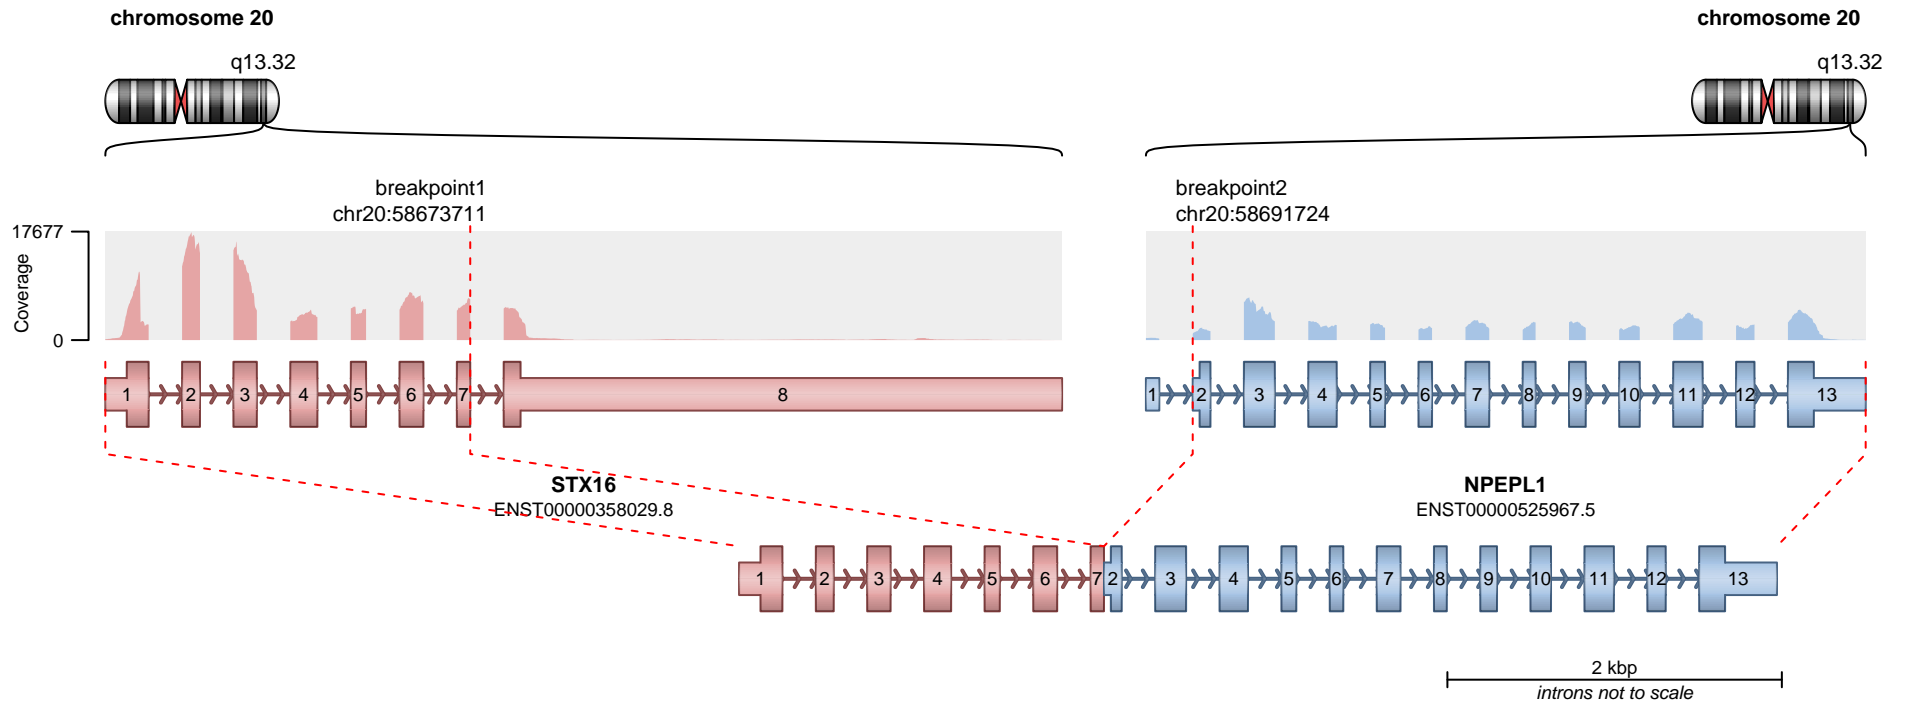 chromosome 20
chromosome 20
q13.32
q13.32
breakpoint1
chr20:58673711
breakpoint2
chr20:58691724
17677
Coverage
0
1 2 3 4 5 6 7 8
1 2 3 4 5 6 7 8 9 10 11 12 13
STX16
ENST00000358029.8
NPEPL1
ENST00000525967.5
1 2 3 4 5 6 7 2 3 4 5 6 7 8 9 10 11 12 13
2 kbp
introns not to scale